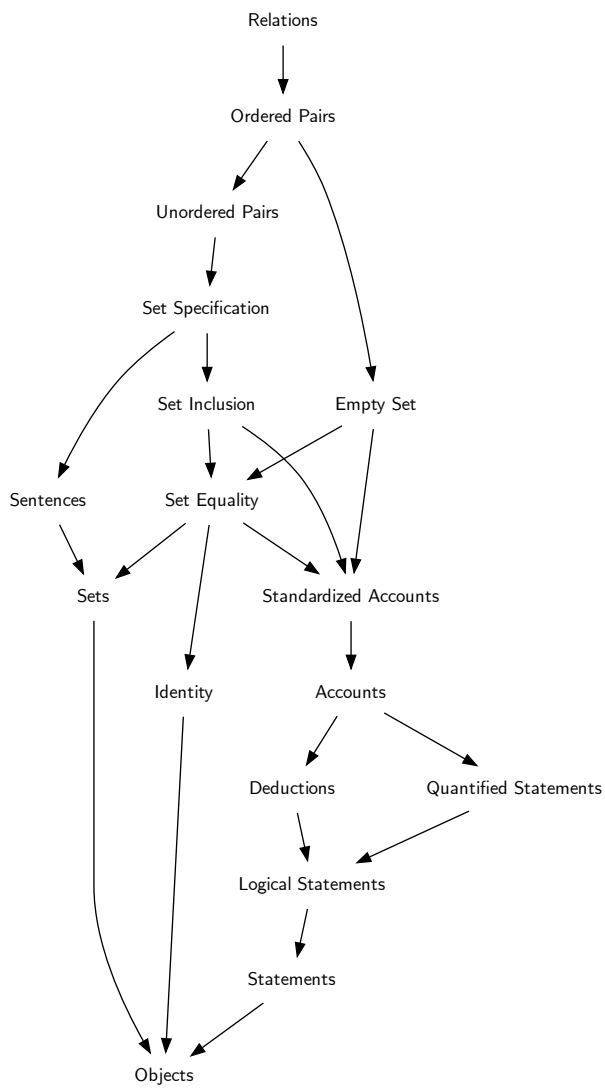 Relations
Ordered Pairs
Unordered Pairs
Set Specification
Set Inclusion
Empty Set
Sentences
Set Equality
Sets
Standardized Accounts
Identity
Accounts
Deductions
Quantified Statements
Logical Statements
Statements
Objects